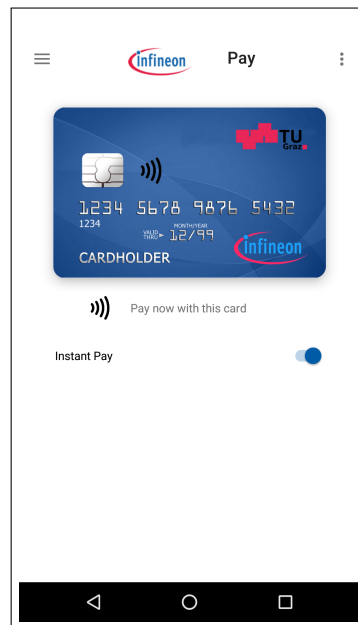 infineon Pay
TU
Graz
1234 5678 9876 5432
1234
MONTH/YEAR
VALID THRU 12/99
CARDHOLDER
infineon
Pay now with this card
Instant Pay